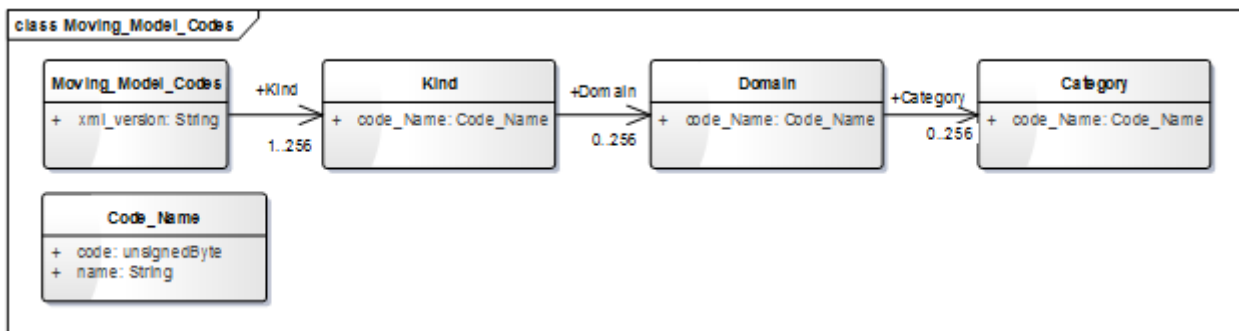 class Moving_Model_Codes
Moving_Model_Codes
+ xml_version: String
+Kind
1..256
Kind
+ code_Name: Code_Name
+Domain
0..256
Domain
+ code_Name: Code_Name
+Category
0..256
Category
+ code_Name: Code_Name
Code_Name
+ code: unsignedByte
+ name: String